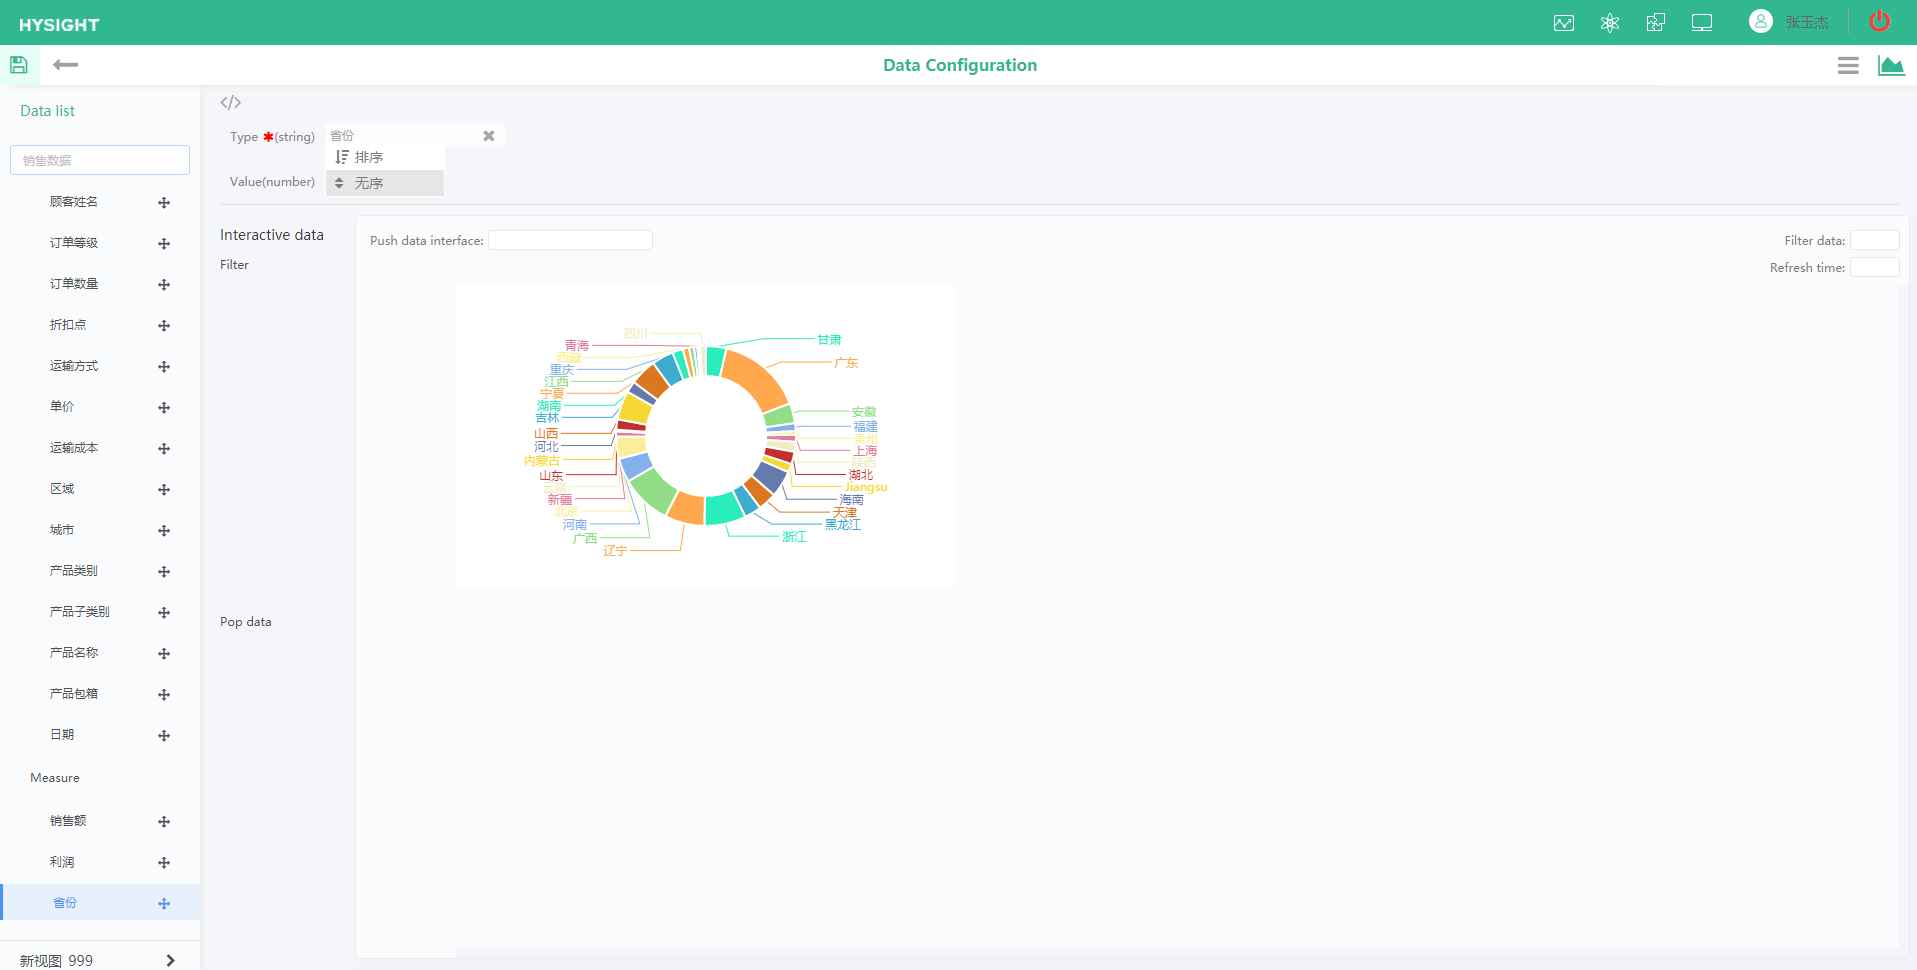 HYSIGHT
张玉杰
Data Configuration
Data list
销售数据
顾客姓名
订单等级
订单数量
折扣点
运输方式
单价
运输成本
区域
城市
产品类别
产品子类别
产品名称
产品包箱
日期
Measure
销售额
利润
省份
新视图 999
</>
Type ✱(string)
省份
排序
Value(number)
无序
Interactive data
Filter
Pop data
Push data interface:
Filter data:
Refresh time:
四川
青海
西藏
重庆
江西
宁夏
湖南
吉林
山西
河北
内蒙古
山东
云南
新疆
北京
河南
广西
辽宁
甘肃
广东
安徽
福建
贵州
上海
陕西
湖北
Jiangsu
海南
天津
黑龙江
浙江